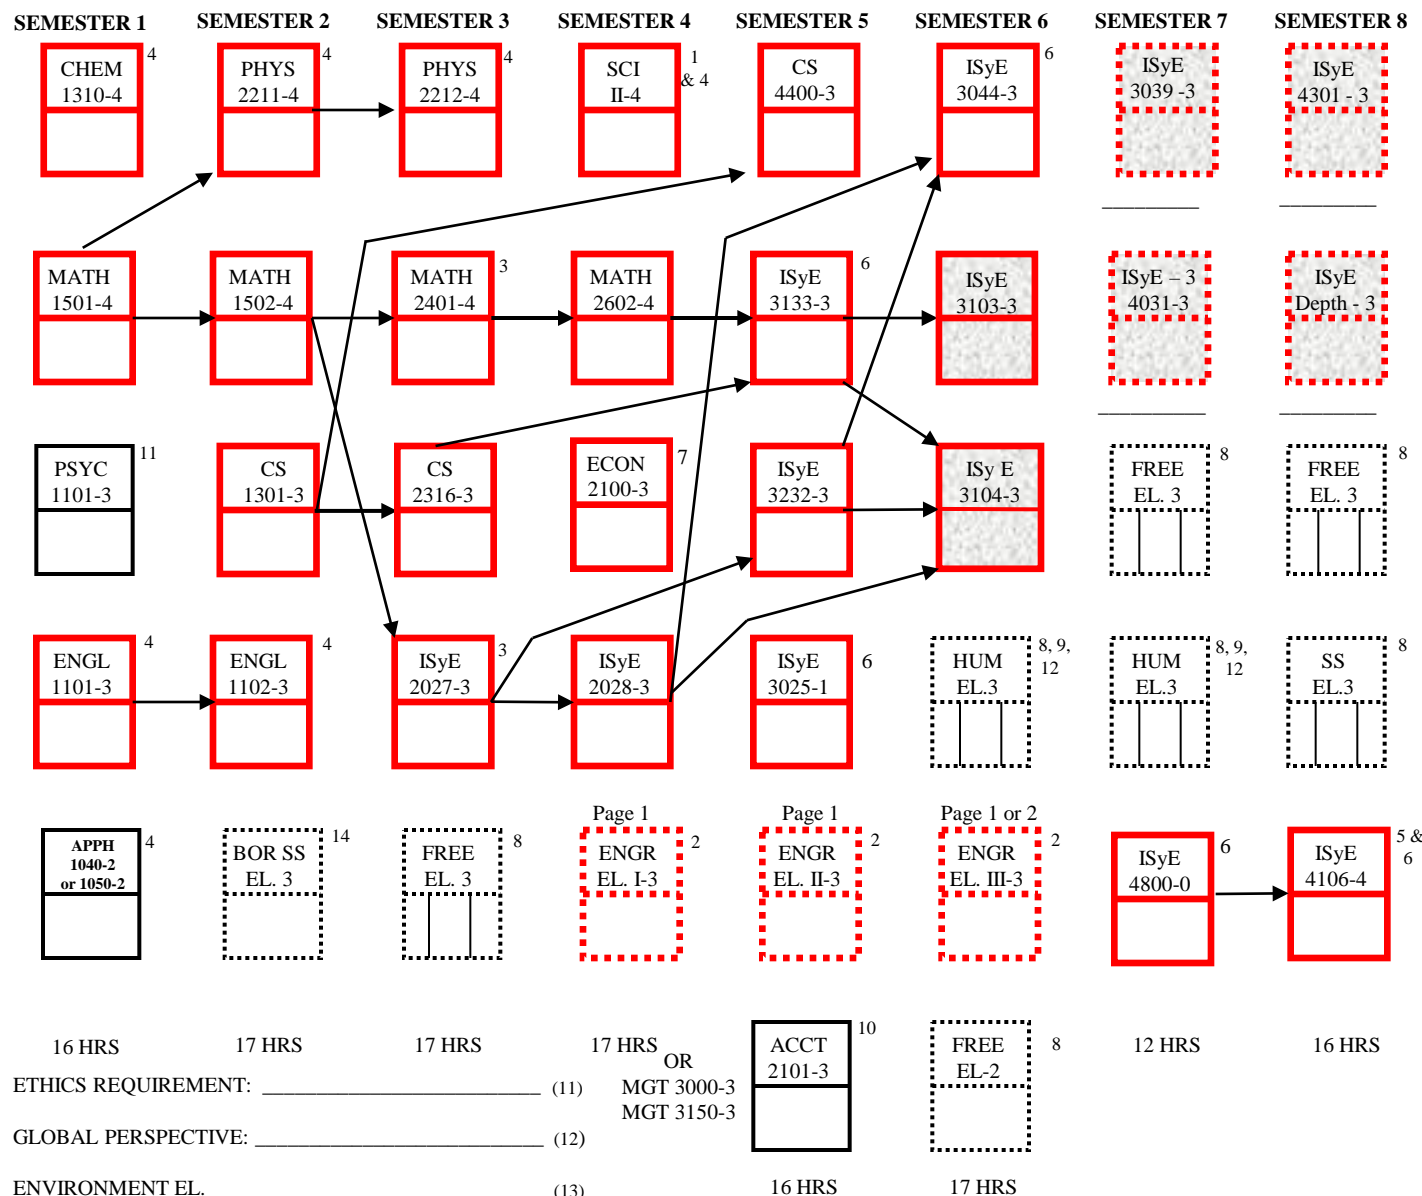 SEMESTER 1 SEMESTER 2 SEMESTER 3 SEMESTER 4 SEMESTER 5 SEMESTER 6 SEMESTER 7 SEMESTER 8
CHEM
1310-4
4
PHYS
2211-4
4
PHYS
2212-4
4
SCI
II-4
1
& 4
CS
4400-3
ISyE
3044-3
6
ISyE
3039 -3
ISyE
4301 - 3
MATH
1501-4
MATH
1502-4
MATH
2401-4
3
MATH
2602-4
ISyE
3133-3
6
ISyE
3103-3
ISyE – 3
4031-3
ISyE
Depth - 3
PSYC
1101-3
11
CS
1301-3
CS
2316-3
ECON
2100-3
7
ISyE
3232-3
ISy E
3104-3
FREE
EL. 3
8
FREE
EL. 3
8
ENGL
1101-3
4
ENGL
1102-3
4
ISyE
2027-3
3
ISyE
2028-3
ISyE
3025-1
6
HUM
EL.3
8, 9,
12
HUM
EL.3
8, 9,
12
SS
EL.3
8
APPH
1040-2
or 1050-2
4
BOR SS
EL. 3
14
FREE
EL. 3
8
Page 1
ENGR
EL. I-3
2
Page 1
ENGR
EL. II-3
2
Page 1 or 2
ENGR
EL. III-3
2
ISyE
4800-0
6
ISyE
4106-4
5 &
6
16 HRS 17 HRS 17 HRS 17 HRS
OR
MGT 3000-3
MGT 3150-3
ACCT
2101-3
10
FREE
EL-2
8
12 HRS 16 HRS
ETHICS REQUIREMENT: __________________________ (11)
GLOBAL PERSPECTIVE: ___________________________ (12)
ENVIRONMENT EL. (13)
16 HRS 17 HRS